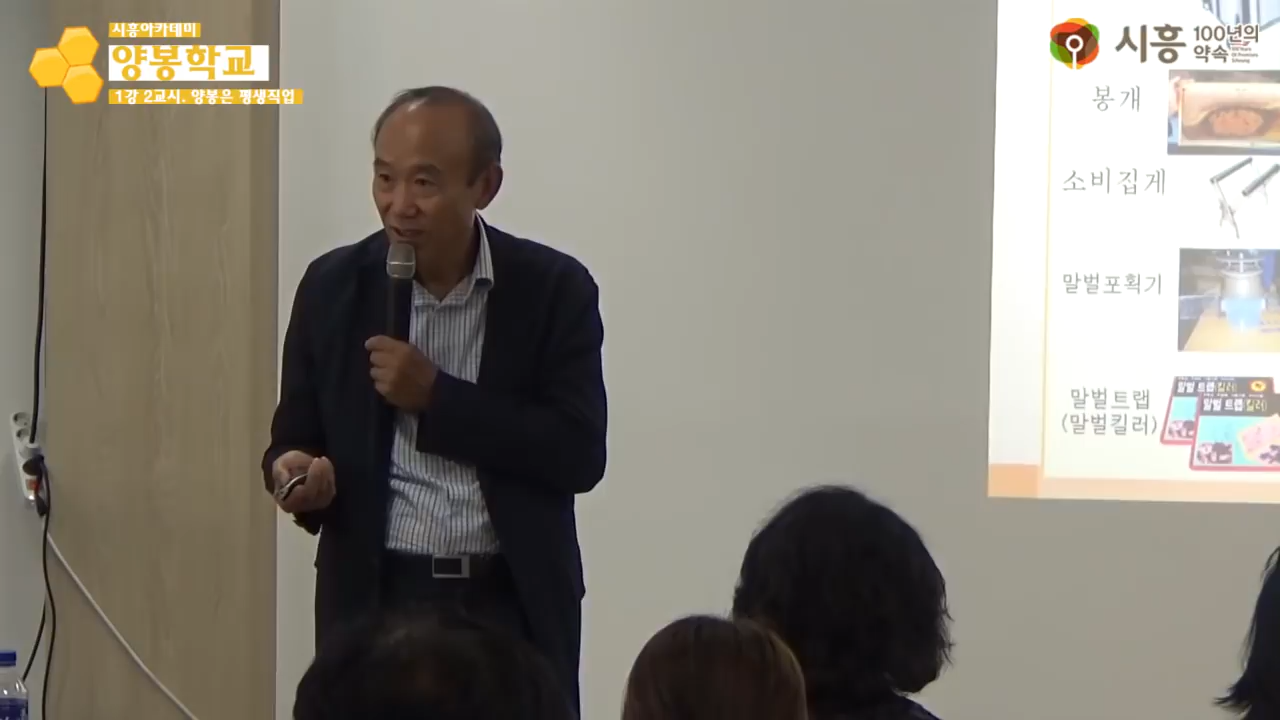 시흥아카데미
양봉학교
1강 2교시. 양봉은 평생직업
시흥 100년의 약속
봉개
소비집게
말벌포획기
말벌트랩
(말벌킬러)
말벌 트랩(킬러)
말벌 트랩(킬러)